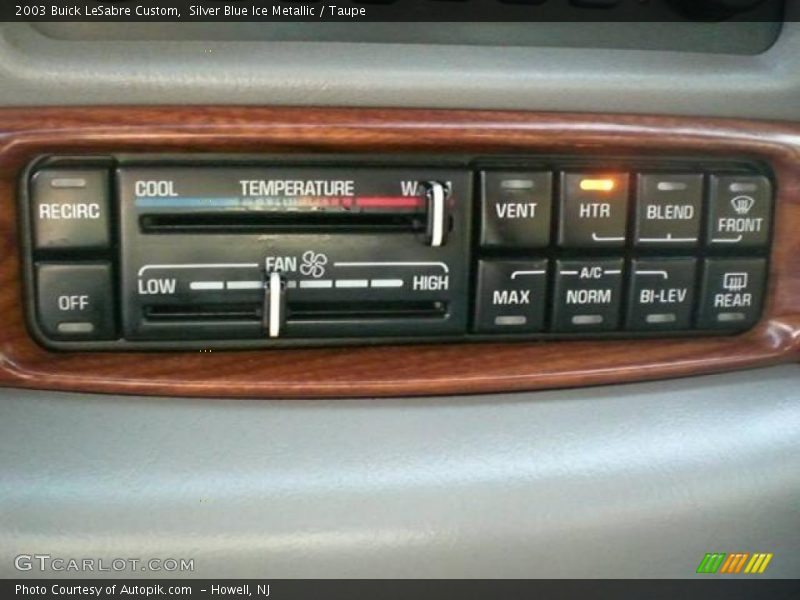 2003 Buick LeSabre Custom,  Silver Blue Ice Metallic / Taupe
RECIRC
COOL TEMPERATURE
VENT HTR BLEND FRONT
OFF
LOW FAN HIGH
A/C
MAX NORM BI-LEV REAR
GTCARLOT.COM
Photo Courtesy of Autopik.com  – Howell, NJ